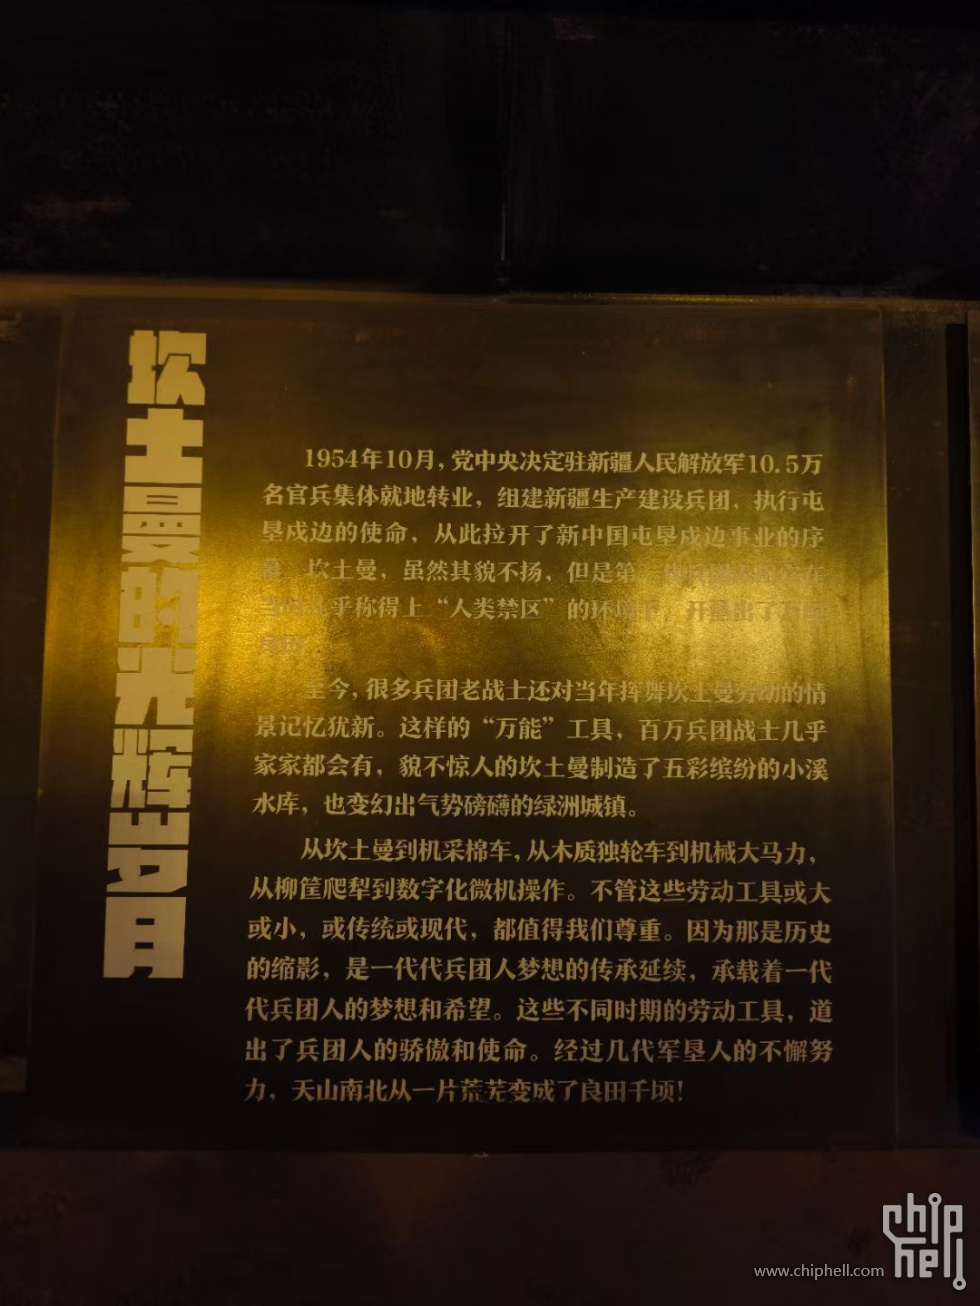 坎土曼的光辉岁月
1954年10月，党中央决定驻新疆人民解放军10.5万
名官兵集体就地转业，组建新疆生产建设兵团，执行屯
垦戍边的使命，从此拉开了新中国屯垦戍边事业的序
坎土曼，虽然其貌不扬，但是第
乎称得上“人类禁区”的环境下，开垦出了
至今，很多兵团老战士还对当年挥舞坎土曼劳动的情
景记忆犹新。这样的“万能”工具，百万兵团战士几乎
家家都会有，貌不惊人的坎土曼制造了五彩缤纷的小溪
水库，也变幻出气势磅礴的绿洲城镇。
从坎土曼到机采棉车，从木质独轮车到机械大马力，
从柳筐爬犁到数字化微机操作。不管这些劳动工具或大
或小，或传统或现代，都值得我们尊重。因为那是历史
的缩影，是一代代兵团人梦想的传承延续，承载着一代
代兵团人的梦想和希望。这些不同时期的劳动工具，道
出了兵团人的骄傲和使命。经过几代军垦人的不懈努
力，天山南北从一片荒芜变成了良田千顷！
chip
hell
www.chiphell.com